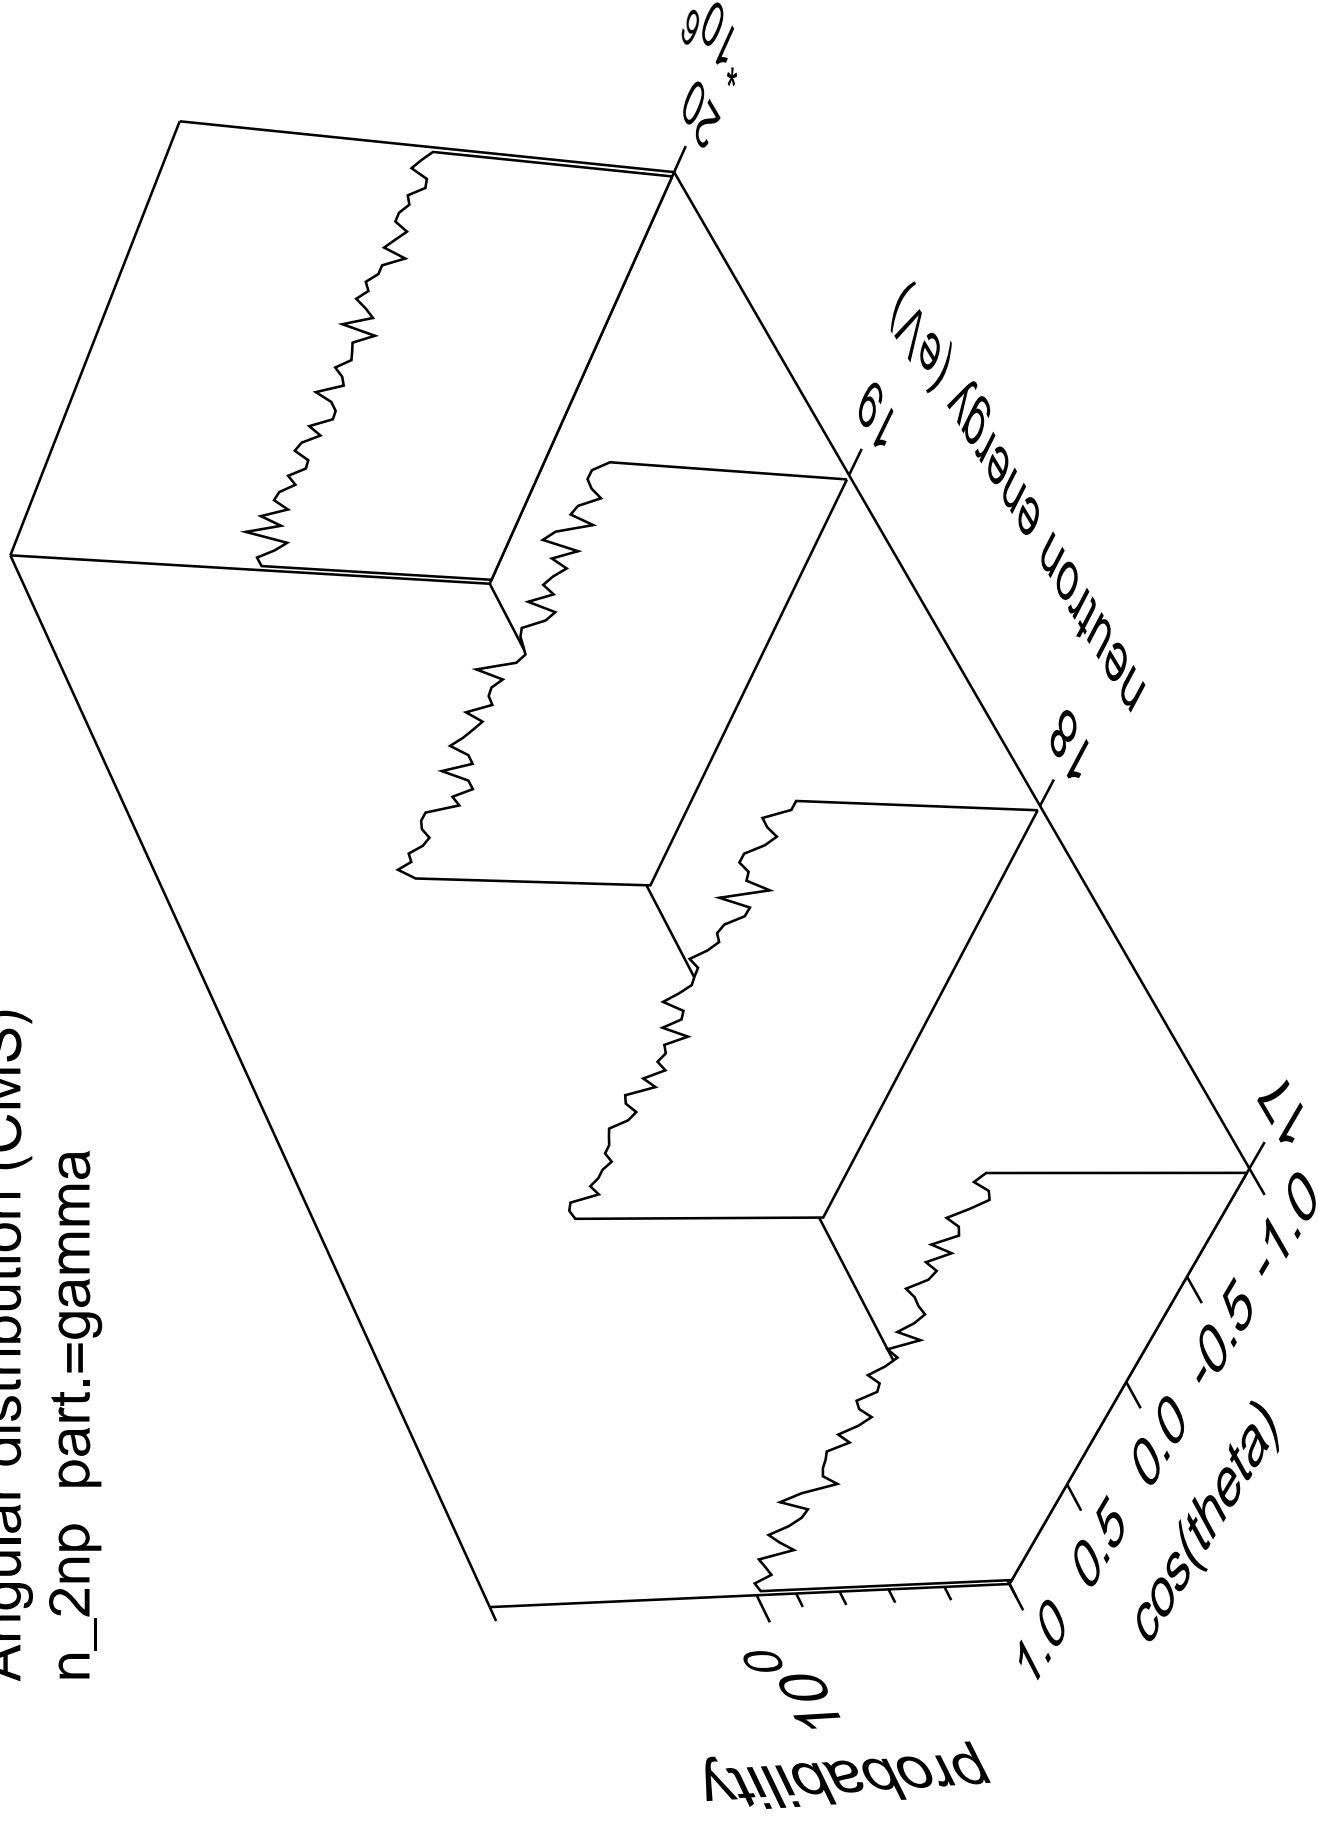 Angular distribution (CMS)
n_2np part.=gamma
probability
10^0
1.0
0.5
0.0
-0.5
-1.0
cos(theta)
17
18
19
20
*10^6
neutron energy (eV)